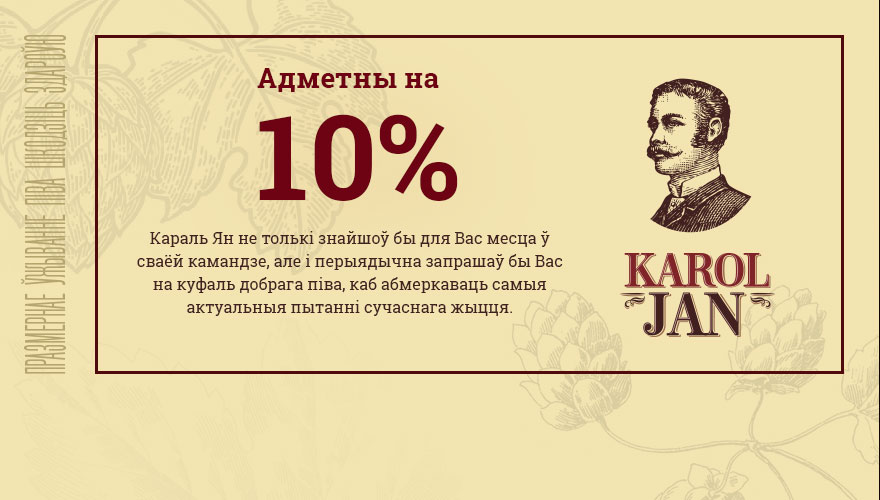 ПРАЗМЕРНАЕ ЎЖЫВАННЕ ПІВА ШКОДЗІЦЬ ЗДАРОЎЮ
Адметны на
10%
Караль Ян не толькі знайшоў бы для Вас месца ў
сваёй камандзе, але і перыядычна запрашаў бы Вас
на куфаль добрага піва, каб абмеркаваць самыя
актуальныя пытанні сучаснага жыцця.
KAROL
JAN